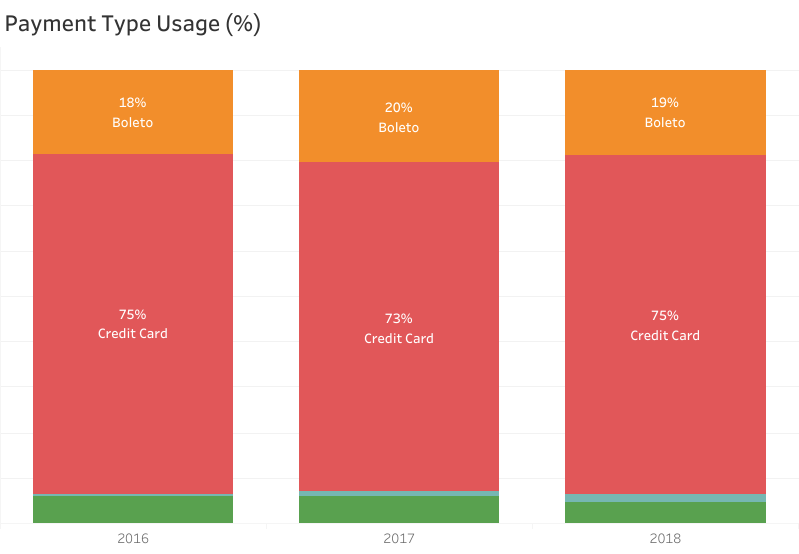 Payment Type Usage (%)
18%
Boleto
20%
Boleto
19%
Boleto
75%
Credit Card
73%
Credit Card
75%
Credit Card
2016
2017
2018